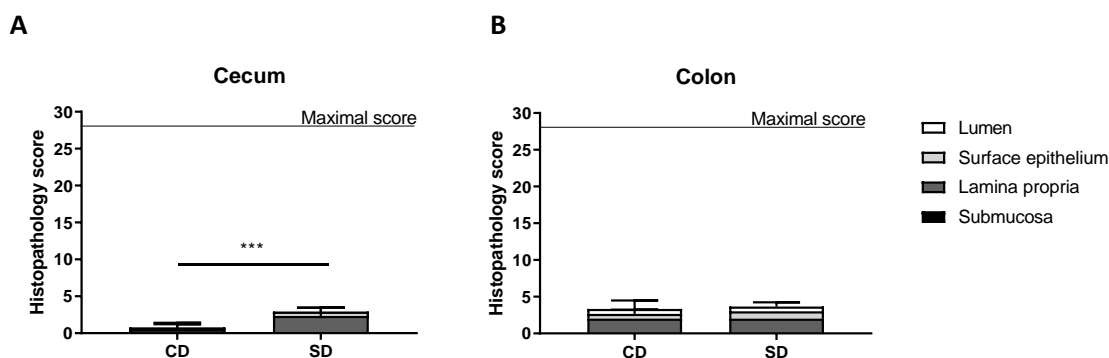 A
Cecum
Histopathology score
30
25
20
15
10
5
0
Maximal score
***
CD
SD
B
Colon
Histopathology score
30
25
20
15
10
5
0
Maximal score
CD
SD
Lumen
Surface epithelium
Lamina propria
Submucosa